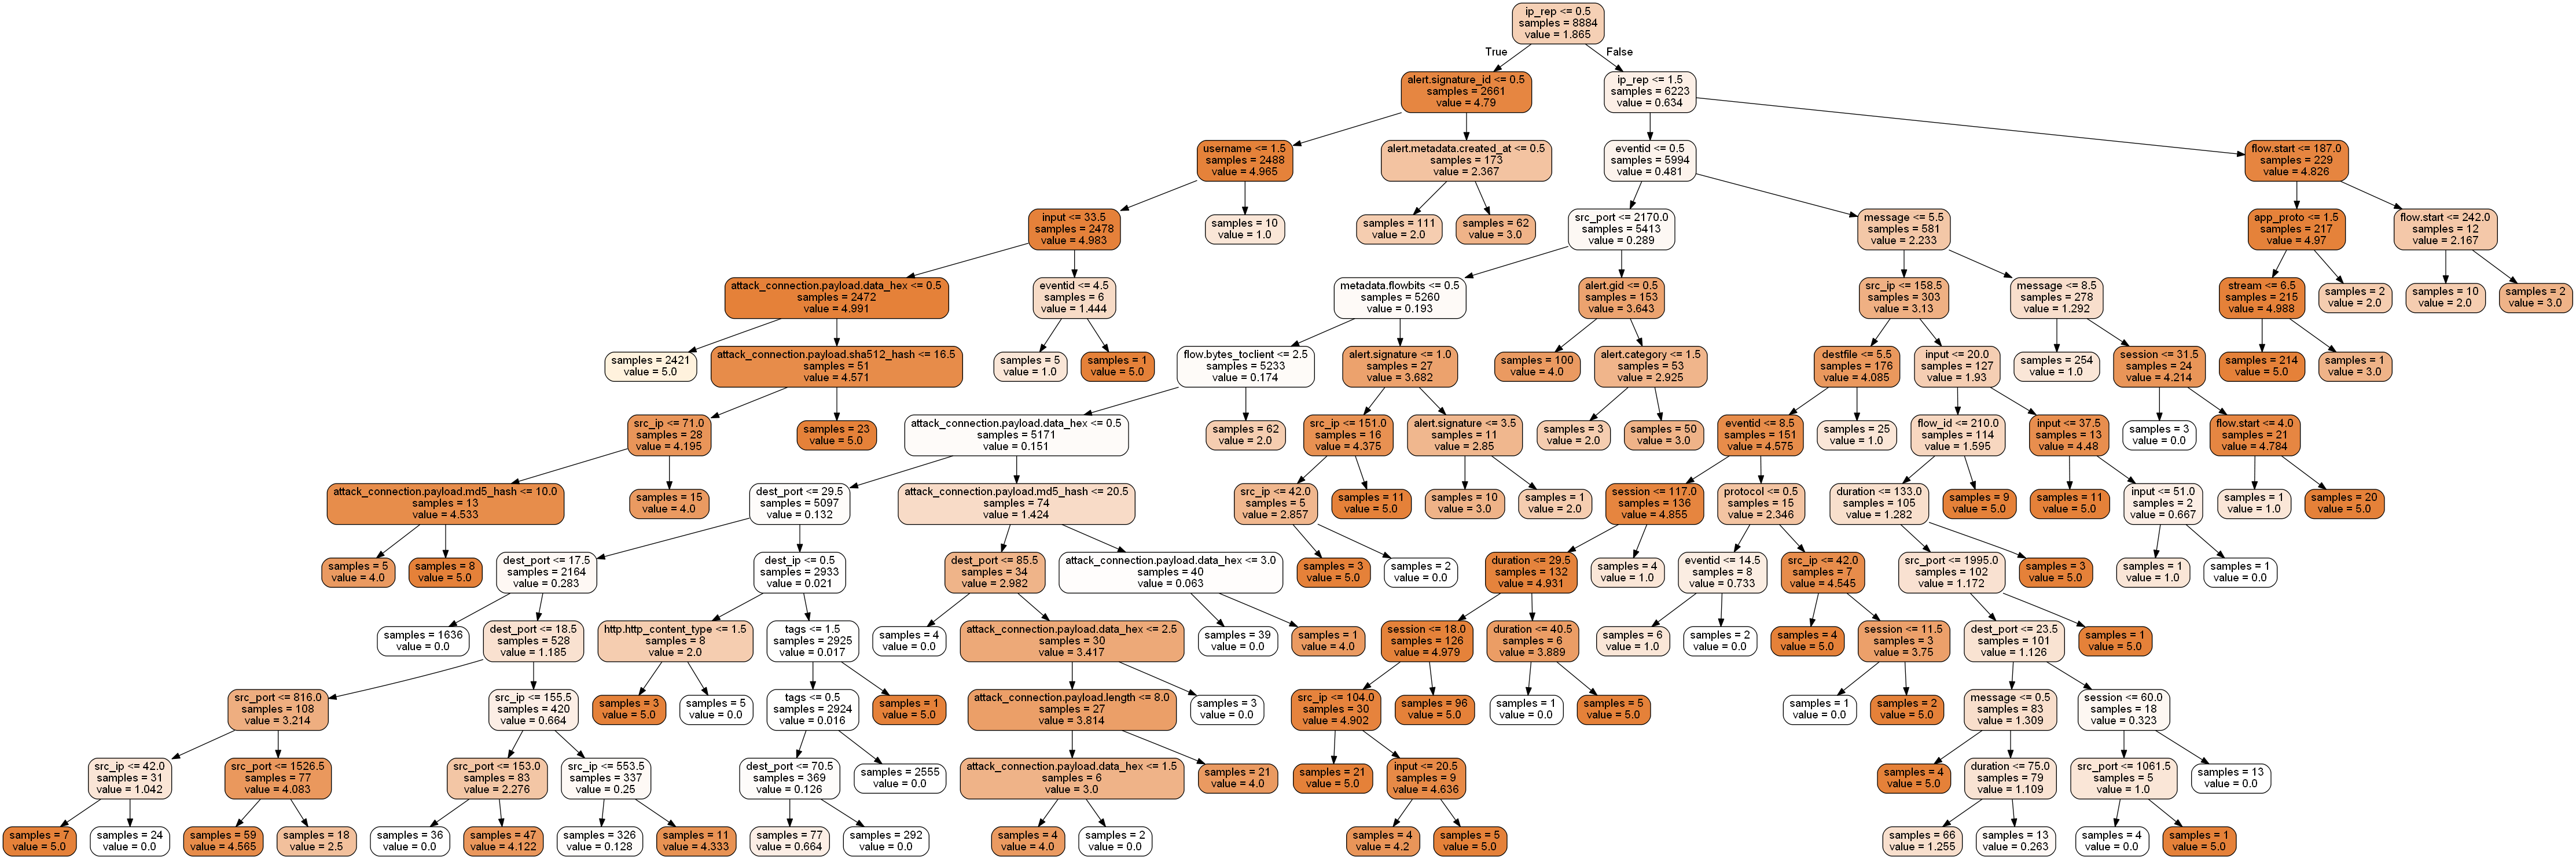 ip_rep <= 0.5
samples = 8884
value = 1.865
True
False
alert.signature_id <= 0.5
samples = 2661
value = 4.79
ip_rep <= 1.5
samples = 6223
value = 0.634
username <= 1.5
samples = 2488
value = 4.965
alert.metadata.created_at <= 0.5
samples = 173
value = 2.367
eventid <= 0.5
samples = 5994
value = 0.481
flow.start <= 187.0
samples = 229
value = 4.826
input <= 33.5
samples = 2478
value = 4.983
samples = 10
value = 1.0
samples = 111
value = 2.0
samples = 62
value = 3.0
src_port <= 2170.0
samples = 5413
value = 0.289
message <= 5.5
samples = 581
value = 2.233
app_proto <= 1.5
samples = 217
value = 4.97
flow.start <= 242.0
samples = 12
value = 2.167
attack_connection.payload.data_hex <= 0.5
samples = 2472
value = 4.991
eventid <= 4.5
samples = 6
value = 1.444
metadata.flowbits <= 0.5
samples = 5260
value = 0.193
alert.gid <= 0.5
samples = 153
value = 3.643
src_ip <= 158.5
samples = 303
value = 3.13
message <= 8.5
samples = 278
value = 1.292
stream <= 6.5
samples = 215
value = 4.988
samples = 2
value = 2.0
samples = 10
value = 2.0
samples = 2
value = 3.0
samples = 2421
value = 5.0
attack_connection.payload.sha512_hash <= 16.5
samples = 51
value = 4.571
samples = 5
value = 1.0
samples = 1
value = 5.0
flow.bytes_toclient <= 2.5
samples = 5233
value = 0.174
alert.signature <= 1.0
samples = 27
value = 3.682
samples = 100
value = 4.0
alert.category <= 1.5
samples = 53
value = 2.925
destfile <= 5.5
samples = 176
value = 4.085
input <= 20.0
samples = 127
value = 1.93
samples = 254
value = 1.0
session <= 31.5
samples = 24
value = 4.214
samples = 214
value = 5.0
samples = 1
value = 3.0
src_ip <= 71.0
samples = 28
value = 4.195
samples = 23
value = 5.0
attack_connection.payload.data_hex <= 0.5
samples = 5171
value = 0.151
samples = 62
value = 2.0
src_ip <= 151.0
samples = 16
value = 4.375
alert.signature <= 3.5
samples = 11
value = 2.85
samples = 3
value = 2.0
samples = 50
value = 3.0
eventid <= 8.5
samples = 151
value = 4.575
samples = 25
value = 1.0
flow_id <= 210.0
samples = 114
value = 1.595
input <= 37.5
samples = 13
value = 4.48
samples = 3
value = 0.0
flow.start <= 4.0
samples = 21
value = 4.784
attack_connection.payload.md5_hash <= 10.0
samples = 13
value = 4.533
samples = 15
value = 4.0
dest_port <= 29.5
samples = 5097
value = 0.132
attack_connection.payload.md5_hash <= 20.5
samples = 74
value = 1.424
src_ip <= 42.0
samples = 5
value = 2.857
samples = 11
value = 5.0
samples = 10
value = 3.0
samples = 1
value = 2.0
session <= 117.0
samples = 136
value = 4.855
protocol <= 0.5
samples = 15
value = 2.346
duration <= 133.0
samples = 105
value = 1.282
samples = 9
value = 5.0
samples = 11
value = 5.0
input <= 51.0
samples = 2
value = 0.667
samples = 1
value = 1.0
samples = 20
value = 5.0
samples = 5
value = 4.0
samples = 8
value = 5.0
dest_port <= 17.5
samples = 2164
value = 0.283
dest_ip <= 0.5
samples = 2933
value = 0.021
dest_port <= 85.5
samples = 34
value = 2.982
attack_connection.payload.data_hex <= 3.0
samples = 40
value = 0.063
samples = 3
value = 5.0
samples = 2
value = 0.0
duration <= 29.5
samples = 132
value = 4.931
samples = 4
value = 1.0
eventid <= 14.5
samples = 8
value = 0.733
src_ip <= 42.0
samples = 7
value = 4.545
src_port <= 1995.0
samples = 102
value = 1.172
samples = 3
value = 5.0
samples = 1
value = 1.0
samples = 1
value = 0.0
samples = 1636
value = 0.0
dest_port <= 18.5
samples = 528
value = 1.185
http.http_content_type <= 1.5
samples = 8
value = 2.0
tags <= 1.5
samples = 2925
value = 0.017
samples = 4
value = 0.0
attack_connection.payload.data_hex <= 2.5
samples = 30
value = 3.417
samples = 39
value = 0.0
samples = 1
value = 4.0
session <= 18.0
samples = 126
value = 4.979
duration <= 40.5
samples = 6
value = 3.889
samples = 6
value = 1.0
samples = 2
value = 0.0
samples = 4
value = 5.0
session <= 11.5
samples = 3
value = 3.75
dest_port <= 23.5
samples = 101
value = 1.126
samples = 1
value = 5.0
src_port <= 816.0
samples = 108
value = 3.214
src_ip <= 155.5
samples = 420
value = 0.664
samples = 3
value = 5.0
samples = 5
value = 0.0
tags <= 0.5
samples = 2924
value = 0.016
samples = 1
value = 5.0
attack_connection.payload.length <= 8.0
samples = 27
value = 3.814
samples = 3
value = 0.0
src_ip <= 104.0
samples = 30
value = 4.902
samples = 96
value = 5.0
samples = 1
value = 0.0
samples = 5
value = 5.0
samples = 1
value = 0.0
samples = 2
value = 5.0
message <= 0.5
samples = 83
value = 1.309
session <= 60.0
samples = 18
value = 0.323
src_ip <= 42.0
samples = 31
value = 1.042
src_port <= 1526.5
samples = 77
value = 4.083
src_port <= 153.0
samples = 83
value = 2.276
src_ip <= 553.5
samples = 337
value = 0.25
dest_port <= 70.5
samples = 369
value = 0.126
samples = 2555
value = 0.0
attack_connection.payload.data_hex <= 1.5
samples = 6
value = 3.0
samples = 21
value = 4.0
samples = 21
value = 5.0
input <= 20.5
samples = 9
value = 4.636
samples = 4
value = 5.0
duration <= 75.0
samples = 79
value = 1.109
src_port <= 1061.5
samples = 5
value = 1.0
samples = 13
value = 0.0
samples = 7
value = 5.0
samples = 24
value = 0.0
samples = 59
value = 4.565
samples = 18
value = 2.5
samples = 36
value = 0.0
samples = 47
value = 4.122
samples = 326
value = 0.128
samples = 11
value = 4.333
samples = 77
value = 0.664
samples = 292
value = 0.0
samples = 4
value = 4.0
samples = 2
value = 0.0
samples = 4
value = 4.2
samples = 5
value = 5.0
samples = 66
value = 1.255
samples = 13
value = 0.263
samples = 4
value = 0.0
samples = 1
value = 5.0